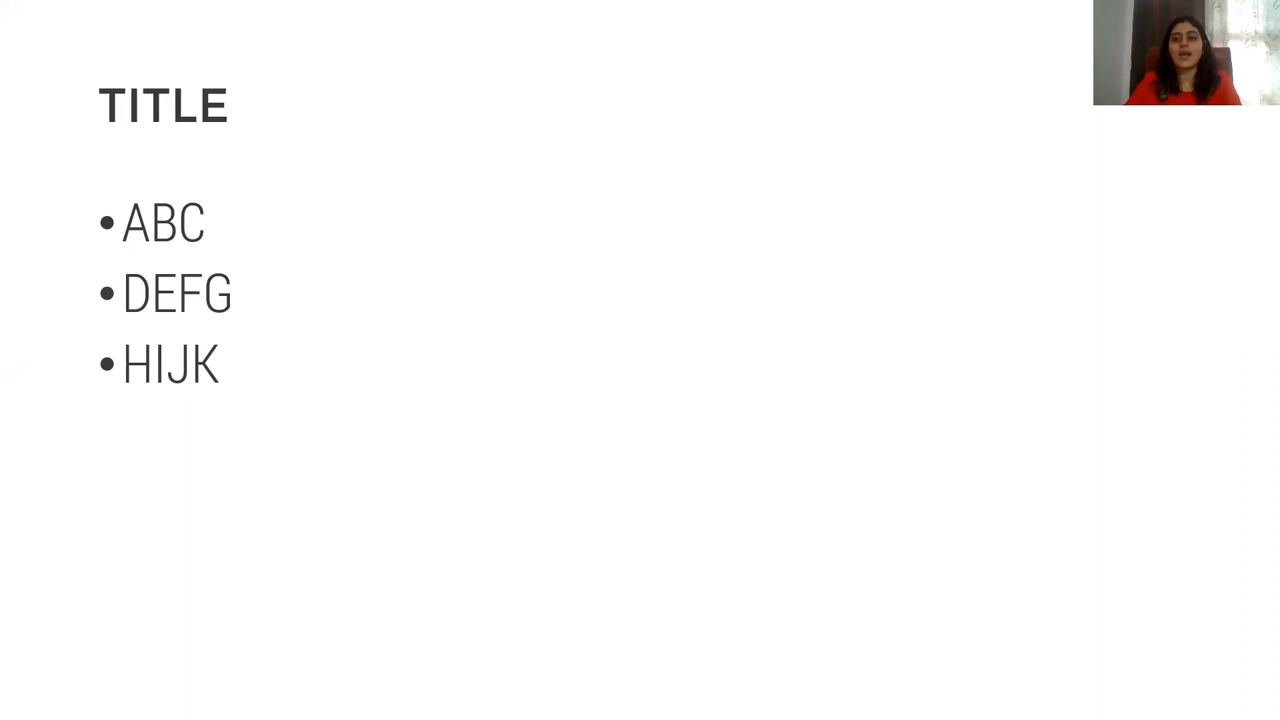 TITLE
• ABC
• DEFG
• HIJK